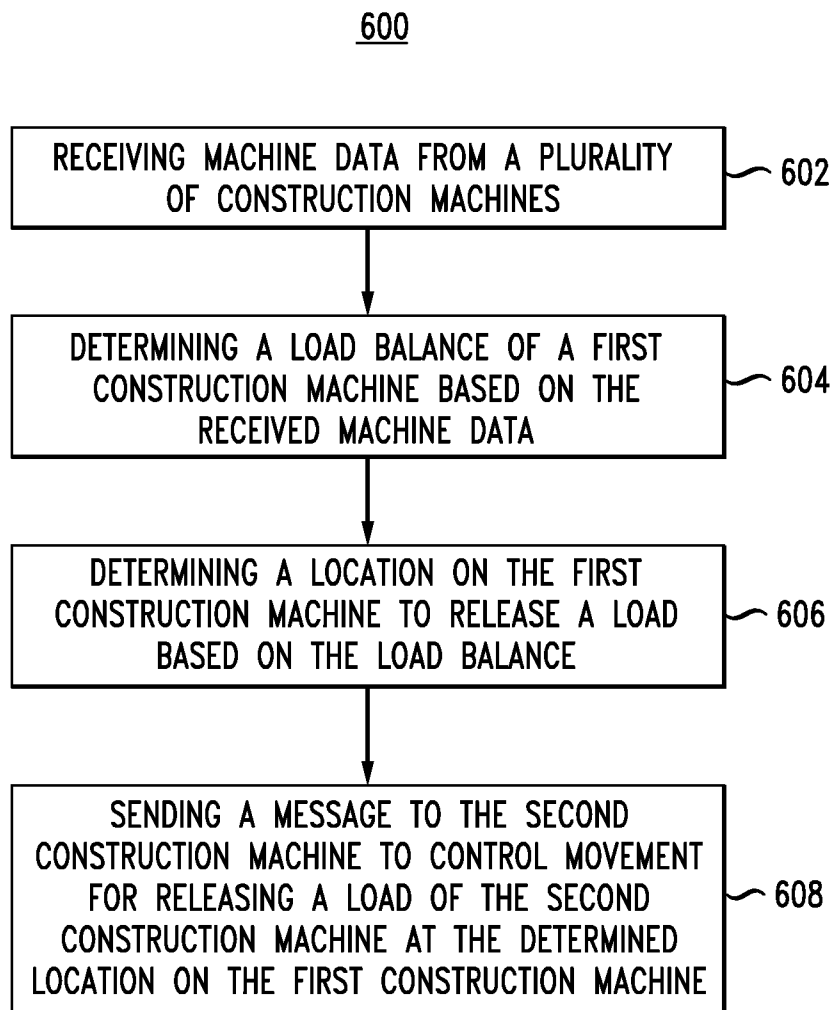 600
RECEIVING MACHINE DATA FROM A PLURALITY
OF CONSTRUCTION MACHINES
602
DETERMINING A LOAD BALANCE OF A FIRST
CONSTRUCTION MACHINE BASED ON THE
RECEIVED MACHINE DATA
604
DETERMINING A LOCATION ON THE FIRST
CONSTRUCTION MACHINE TO RELEASE A LOAD
BASED ON THE LOAD BALANCE
606
SENDING A MESSAGE TO THE SECOND
CONSTRUCTION MACHINE TO CONTROL MOVEMENT
FOR RELEASING A LOAD OF THE SECOND
CONSTRUCTION MACHINE AT THE DETERMINED
LOCATION ON THE FIRST CONSTRUCTION MACHINE
608